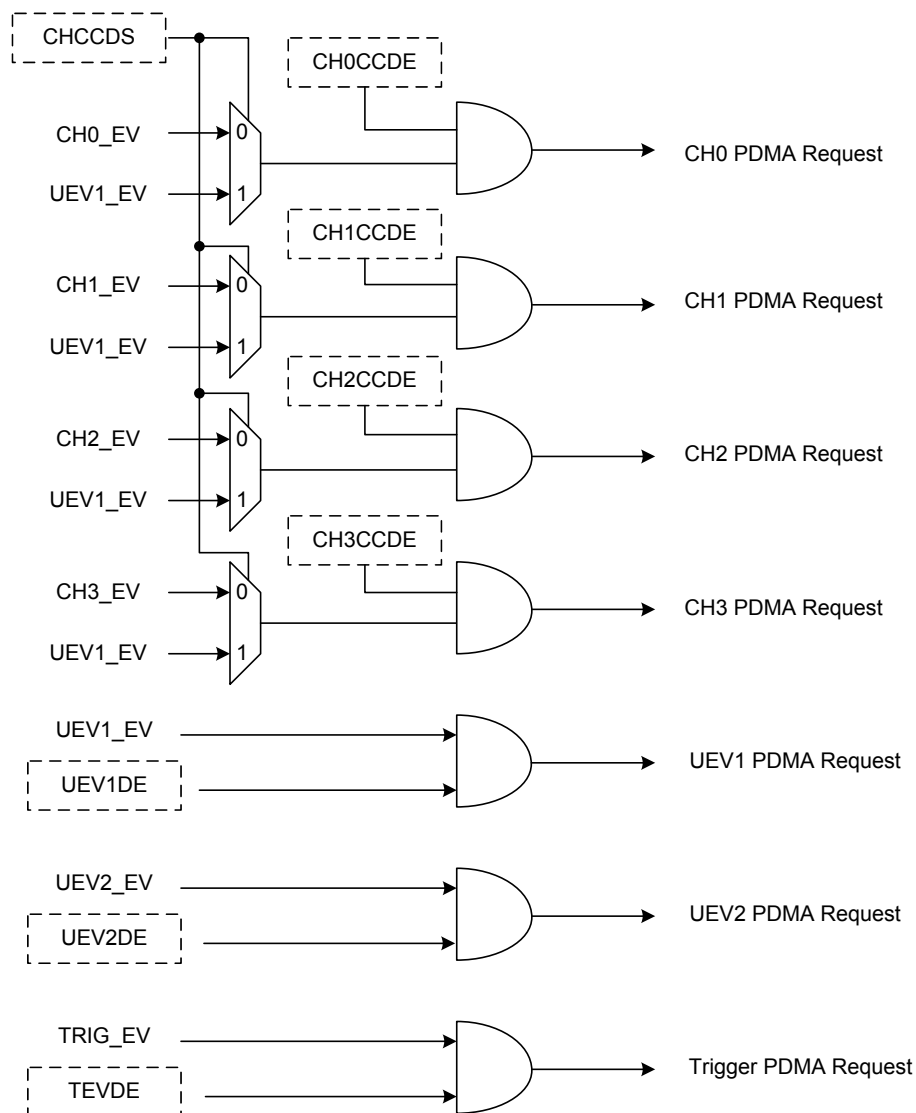 CHCCDS
CH0CCDE
CH0_EV
0
UEV1_EV
1
CH0 PDMA Request
CH1CCDE
CH1_EV
0
UEV1_EV
1
CH1 PDMA Request
CH2CCDE
CH2_EV
0
UEV1_EV
1
CH2 PDMA Request
CH3CCDE
CH3_EV
0
UEV1_EV
1
CH3 PDMA Request
UEV1_EV
UEV1DE
UEV1 PDMA Request
UEV2_EV
UEV2DE
UEV2 PDMA Request
TRIG_EV
TEVDE
Trigger PDMA Request